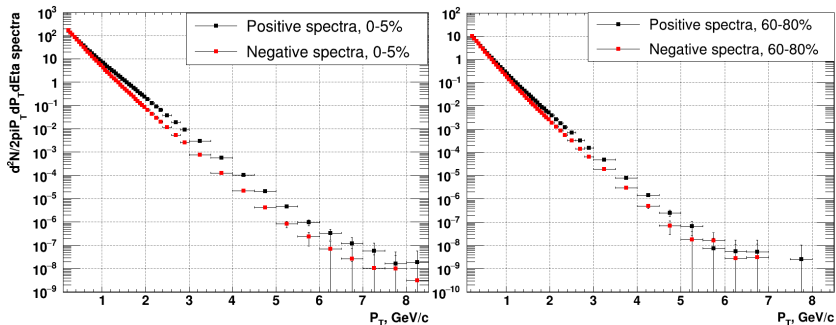 d²N/2piP_T dP_T dEta spectra
10³
10²
10
1
10⁻¹
10⁻²
10⁻³
10⁻⁴
10⁻⁵
10⁻⁶
10⁻⁷
10⁻⁸
10⁻⁹
Positive spectra, 0-5%
Negative spectra, 0-5%
1 2 3 4 5 6 7 8
P_T, GeV/c
10²
10
1
10⁻¹
10⁻²
10⁻³
10⁻⁴
10⁻⁵
10⁻⁶
10⁻⁷
10⁻⁸
10⁻⁹
10⁻¹⁰
Positive spectra, 60-80%
Negative spectra, 60-80%
1 2 3 4 5 6 7 8
P_T, GeV/c